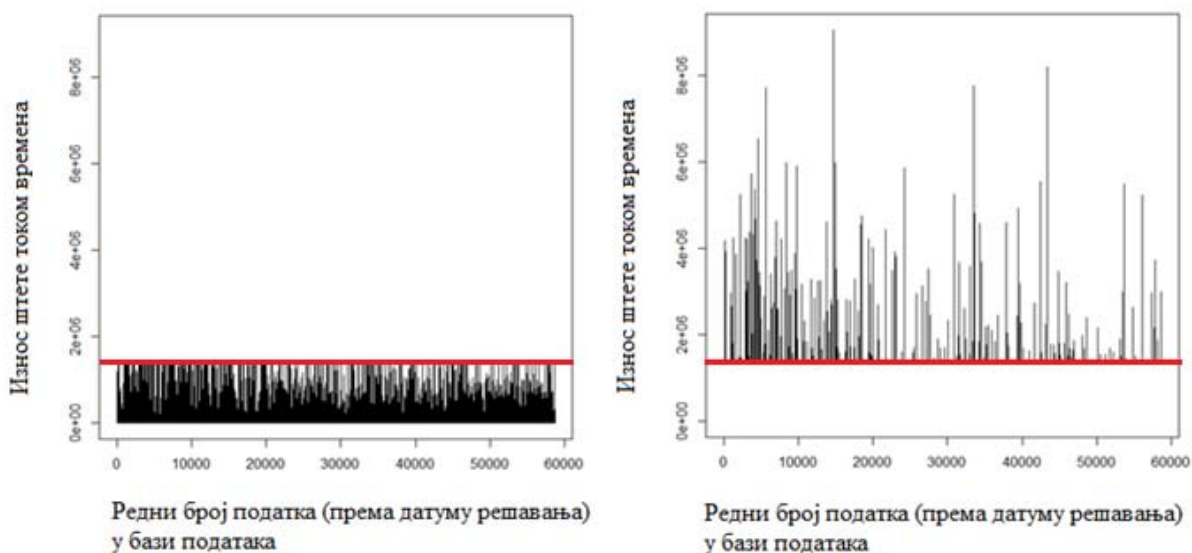 Износ штете током времена
8e+06
6e+06
4e+06
2e+06
0e+00
0 10000 20000 30000 40000 50000 60000
Редни број податка (према датуму решавања)
у бази података
Износ штете током времена
8e+06
6e+06
4e+06
2e+06
0e+00
0 10000 20000 30000 40000 50000 60000
Редни број податка (према датуму решавања)
у бази података